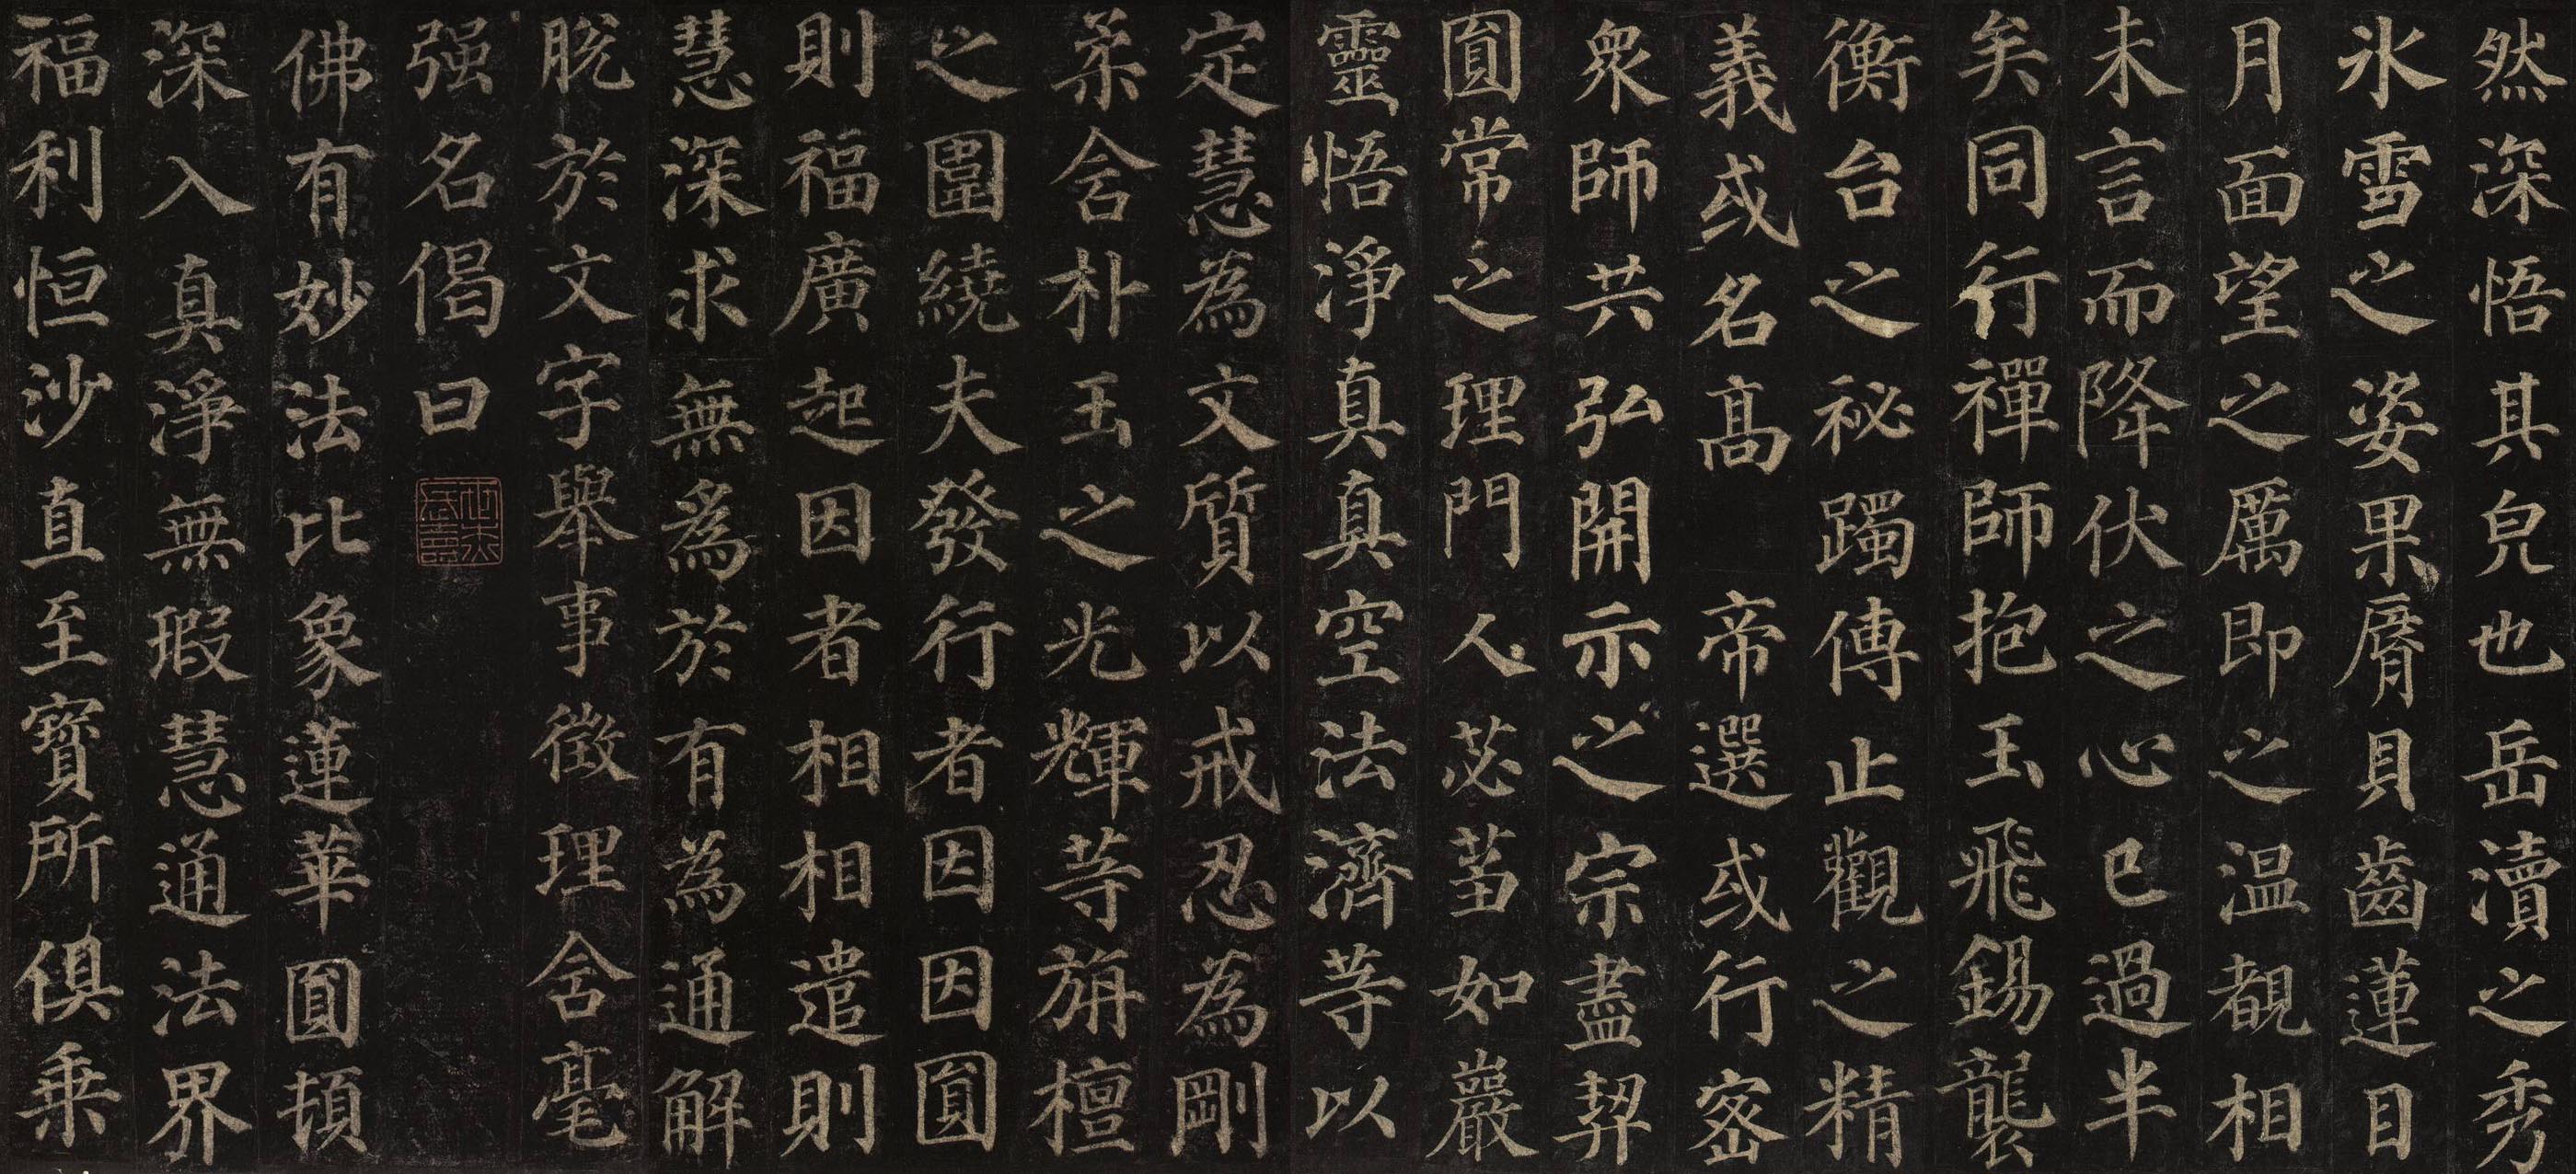 然深悟其皃也岳瀆之秀
氷雪之姿果脣貝齒蓮目
月面望之厲即之温覩相
未言而降伏之心已過半
矣同行禪師抱玉飛錫襲
衡台之秘躅傳止觀之精
義或名高　帝選或行密
衆師共弘開示之宗盡契
圎常之理門人苾蒭如巖
靈悟淨真真空法濟等以
定慧為文質以戒忍為剛
柔含朴玉之光輝等旃檀
之圍繞夫發行者因因圎
則福廣起因者相相遣則
慧深求無為於有為通解
脫於文字舉事徵理含毫
强名偈曰
佛有妙法比象蓮華圎頓
深入真淨無瑕慧通法界
福利恒沙直至寶所俱乘